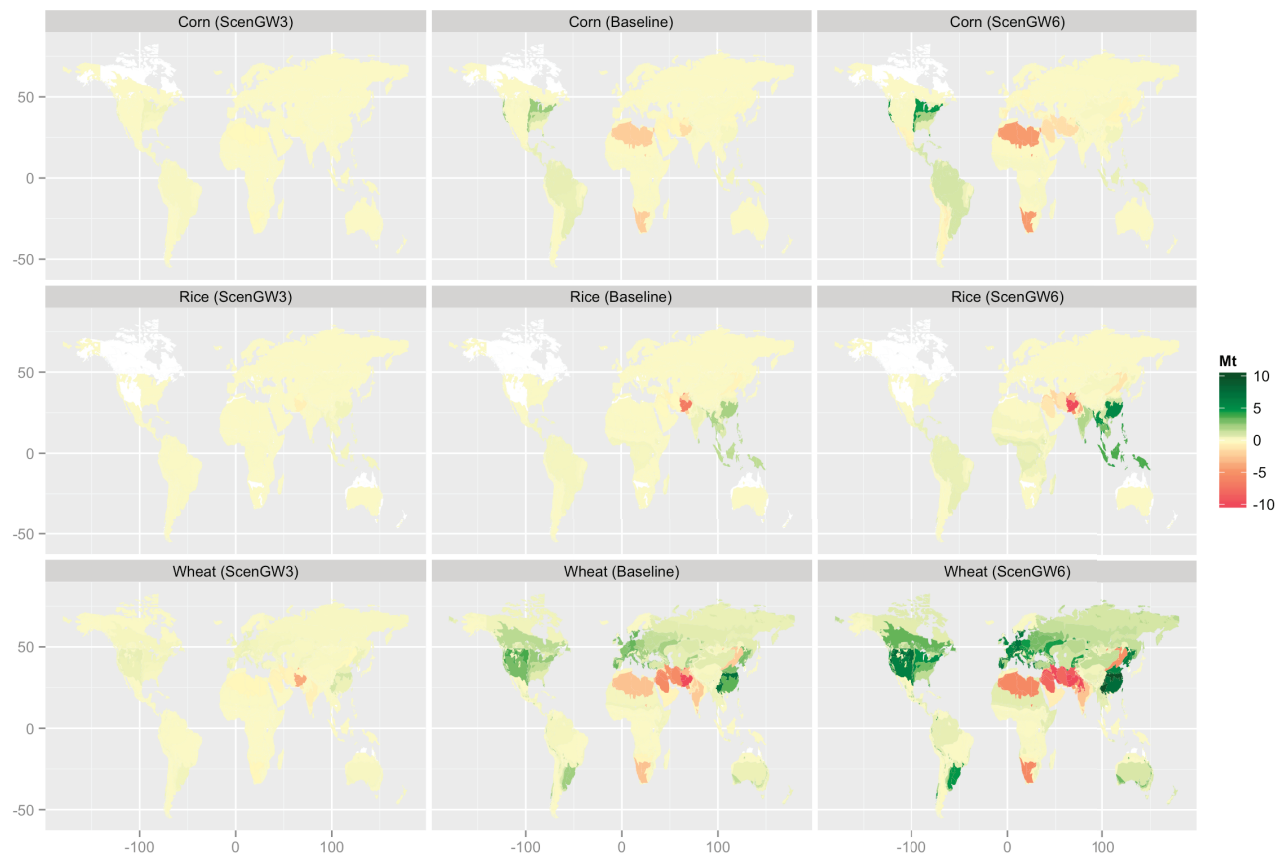 Corn (ScenGW3)
Corn (Baseline)
Corn (ScenGW6)
50
0
-50
Rice (ScenGW3)
Rice (Baseline)
Rice (ScenGW6)
50
0
-50
Mt
10
5
0
-5
-10
Wheat (ScenGW3)
Wheat (Baseline)
Wheat (ScenGW6)
50
0
-50
-100 0 100
-100 0 100
-100 0 100